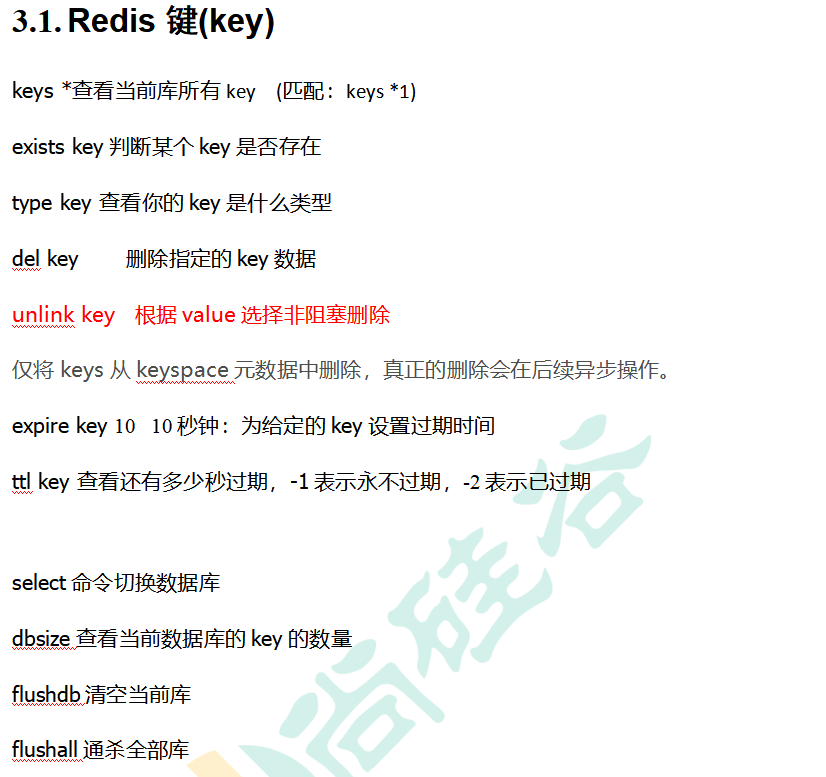 3.1. Redis 键(key)
keys *查看当前库所有 key (匹配：keys *1)
exists key 判断某个 key 是否存在
type key 查看你的 key 是什么类型
del key 删除指定的 key 数据
unlink key 根据 value 选择非阻塞删除
仅将 keys 从 keyspace 元数据中删除，真正的删除会在后续异步操作。
expire key 10 10 秒钟：为给定的 key 设置过期时间
ttl key 查看还有多少秒过期，-1 表示永不过期，-2 表示已过期
select 命令切换数据库
dbsize 查看当前数据库的 key 的数量
flushdb 清空当前库
flushall 通杀全部库
尚硅谷